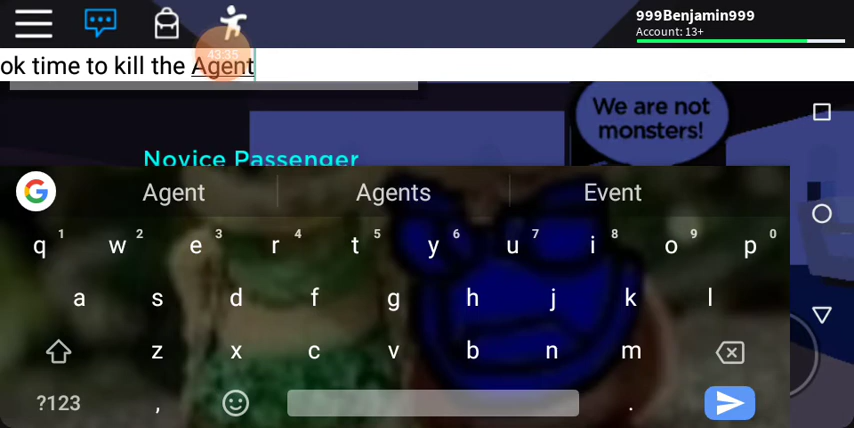 999Benjamin999
Account: 13+
43:35
ok time to kill the Agent
We are not
monsters!
Novice Passenger
G
Agent Agents Event
q 1 w 2 e 3 r 4 t 5 y 6 u 7 i 8 o 9 p 0
a s d f g h j k l
z x c v b n m
?123 , .